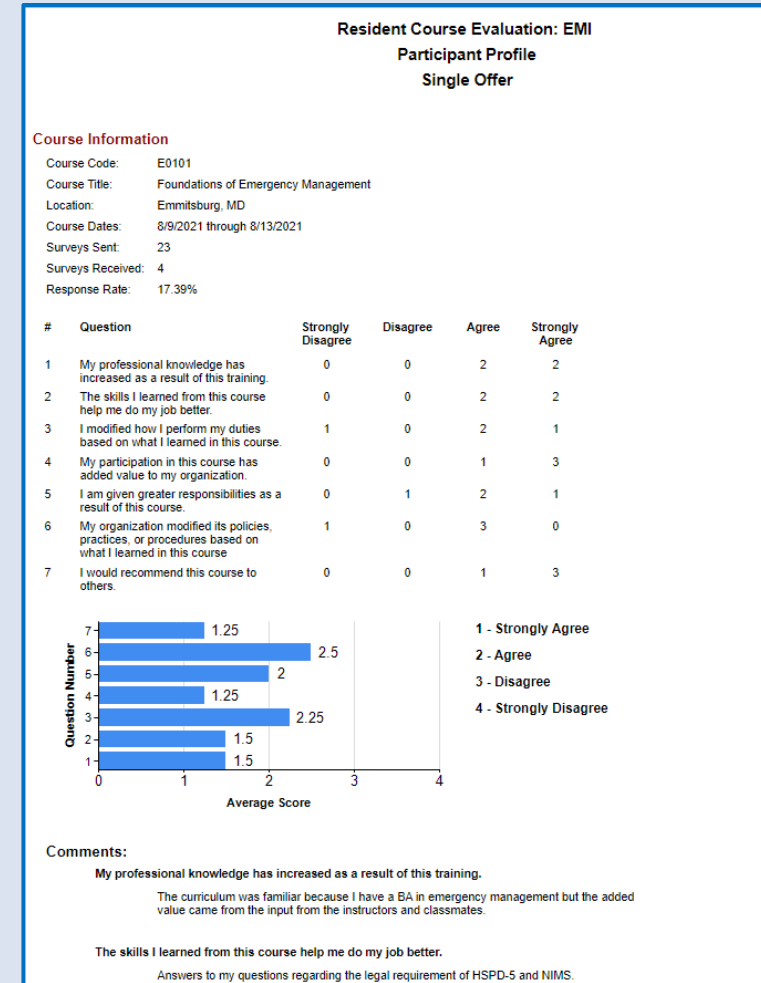 Resident Course Evaluation: EMI
Participant Profile
Single Offer
Course Information
Course Code: E0101
Course Title: Foundations of Emergency Management
Location: Emmitsburg, MD
Course Dates: 8/9/2021 through 8/13/2021
Surveys Sent: 23
Surveys Received: 4
Response Rate: 17.39%
# Question Strongly Disagree Agree Strongly
Disagree Agree
1 My professional knowledge has 0 0 2 2
increased as a result of this training.
2 The skills I learned from this course 0 0 2 2
help me do my job better.
3 I modified how I perform my duties 1 0 2 1
based on what I learned in this course.
4 My participation in this course has 0 0 1 3
added value to my organization.
5 I am given greater responsibilities as a 0 1 2 1
result of this course.
6 My organization modified its policies, 1 0 3 0
practices, or procedures based on
what I learned in this course
7 I would recommend this course to 0 0 1 3
others.
Question Number
7 1.25
6 2.5
5 2
4 1.25
3 2.25
2 1.5
1 1.5
0 1 2 3 4
Average Score
1 - Strongly Agree
2 - Agree
3 - Disagree
4 - Strongly Disagree
Comments:
My professional knowledge has increased as a result of this training.
The curriculum was familiar because I have a BA in emergency management but the added
value came from the input from the instructors and classmates.
The skills I learned from this course help me do my job better.
Answers to my questions regarding the legal requirement of HSPD-5 and NIMS.